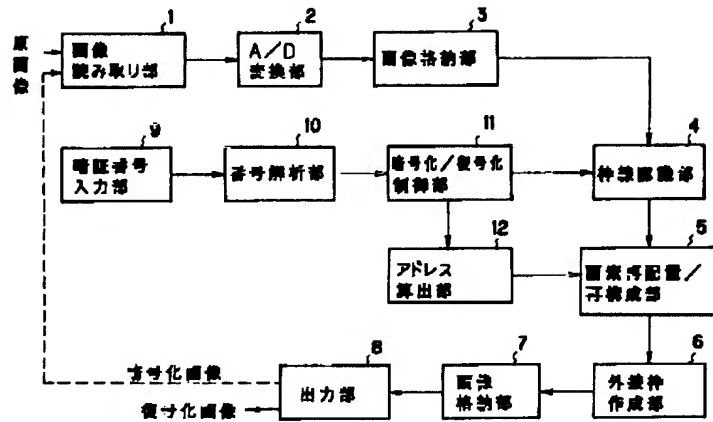 1
2
3
原画像
画像
読み取り部
A/D
変換部
画像格納部
9
10
11
4
暗証番号
入力部
番号解析部
暗号化/復号化
制御部
枠線認識部
12
5
アドレス
算出部
画素再配置/
再構成部
8
7
6
暗号化画像
復号化画像
出力部
画像
格納部
外接枠
作成部